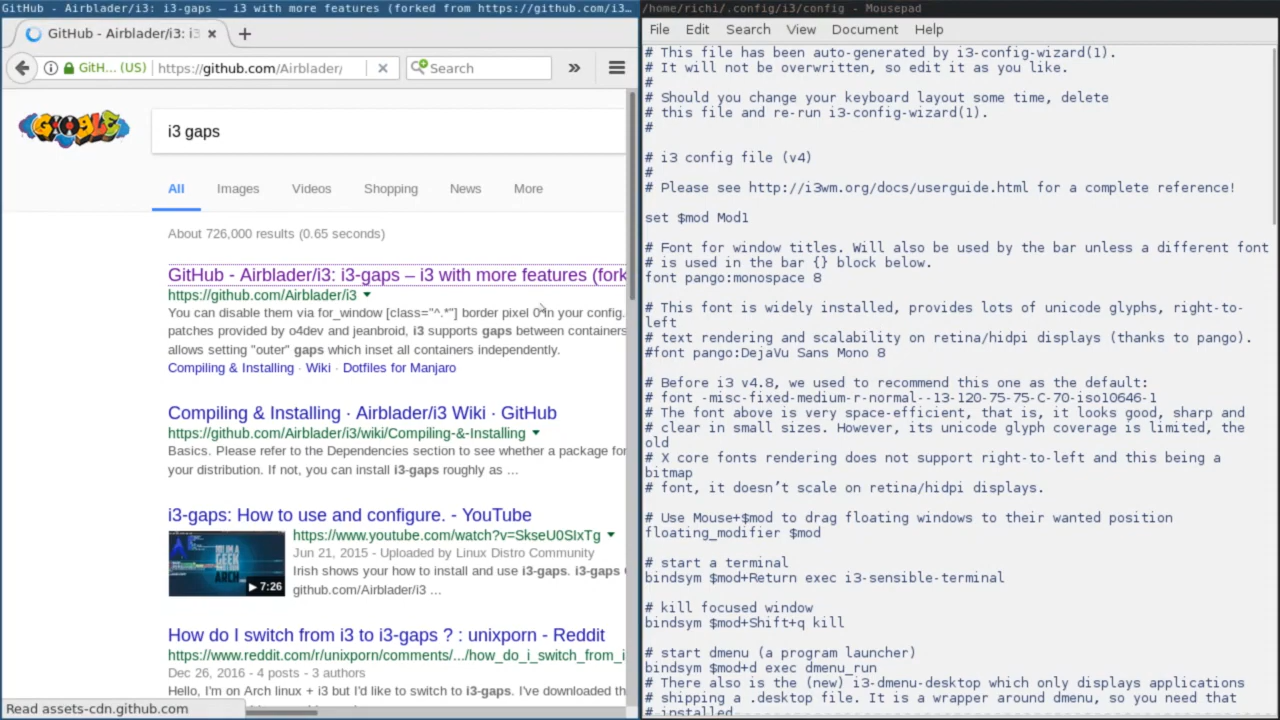 GitHub - Airblader/i3: i3-gaps – i3 with more features (forked from https://github.com/i3…
GitHub - Airblader/i3: i3
GitH… (US)
https://github.com/Airblader/
Search
»
GOOGLE
i3 gaps
All
Images
Videos
Shopping
News
More
About 726,000 results (0.65 seconds)
GitHub - Airblader/i3: i3-gaps – i3 with more features (fork
https://github.com/Airblader/i3
You can disable them via for_window [class="^.*"] border pixel 0 in your config.
patches provided by o4dev and jeanbroid, i3 supports gaps between containers
allows setting "outer" gaps which inset all containers independently.
Compiling & Installing · Wiki · Dotfiles for Manjaro
Compiling & Installing · Airblader/i3 Wiki · GitHub
https://github.com/Airblader/i3/wiki/Compiling-&-Installing
Basics. Please refer to the Dependencies section to see whether a package for
your distribution. If not, you can install i3-gaps roughly as ...
i3-gaps: How to use and configure. - YouTube
https://www.youtube.com/watch?v=SkseU0SIxTg
Jun 21, 2015 - Uploaded by Linux Distro Community
Irish shows your how to install and use i3-gaps. i3-gaps
github.com/Airblader/i3 ...
▶ 7:26
How do I switch from i3 to i3-gaps ? : unixporn - Reddit
https://www.reddit.com/r/unixporn/comments/.../how_do_i_switch_from_i
Dec 26, 2016 - 4 posts - 3 authors
Hello, I'm on Arch linux + i3 but I'd like to switch to i3-gaps. I've downloaded th
Read assets-cdn.github.com
/home/richi/.config/i3/config - Mousepad
File Edit Search View Document Help
# This file has been auto-generated by i3-config-wizard(1).
# It will not be overwritten, so edit it as you like.
#
# Should you change your keyboard layout some time, delete
# this file and re-run i3-config-wizard(1).
#
# i3 config file (v4)
#
# Please see http://i3wm.org/docs/userguide.html for a complete reference!
set $mod Mod1
# Font for window titles. Will also be used by the bar unless a different font
# is used in the bar {} block below.
font pango:monospace 8
# This font is widely installed, provides lots of unicode glyphs, right-to-
left
# text rendering and scalability on retina/hidpi displays (thanks to pango).
#font pango:DejaVu Sans Mono 8
# Before i3 v4.8, we used to recommend this one as the default:
# font -misc-fixed-medium-r-normal--13-120-75-75-C-70-iso10646-1
# The font above is very space-efficient, that is, it looks good, sharp and
# clear in small sizes. However, its unicode glyph coverage is limited, the
old
# X core fonts rendering does not support right-to-left and this being a
bitmap
# font, it doesn’t scale on retina/hidpi displays.
# Use Mouse+$mod to drag floating windows to their wanted position
floating_modifier $mod
# start a terminal
bindsym $mod+Return exec i3-sensible-terminal
# kill focused window
bindsym $mod+Shift+q kill
# start dmenu (a program launcher)
bindsym $mod+d exec dmenu_run
# There also is the (new) i3-dmenu-desktop which only displays applications
# shipping a .desktop file. It is a wrapper around dmenu, so you need that
# installed.